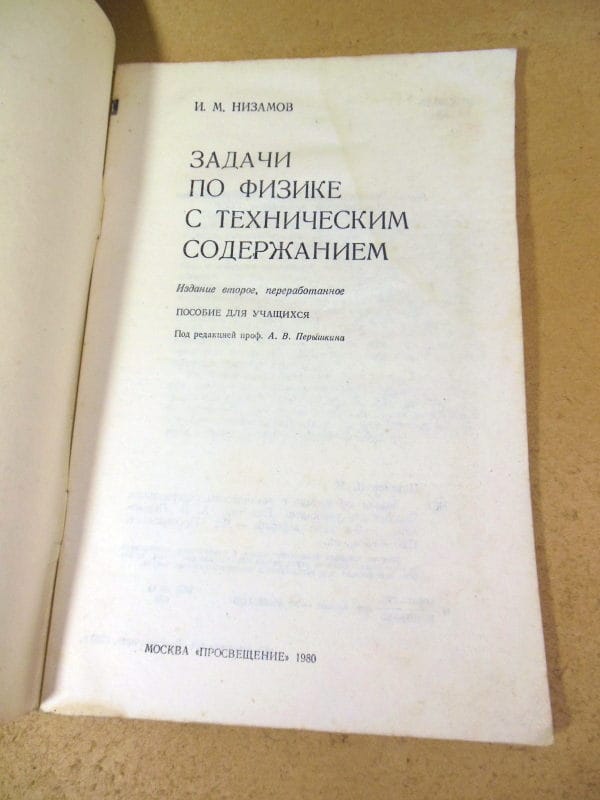 И. М. НИЗАМОВ
ЗАДАЧИ
ПО ФИЗИКЕ
С ТЕХНИЧЕСКИМ
СОДЕРЖАНИЕМ
Издание второе, переработанное
ПОСОБИЕ ДЛЯ УЧАЩИХСЯ
Под редакцией проф. А. В. Перышкина
МОСКВА «ПРОСВЕЩЕНИЕ» 1980